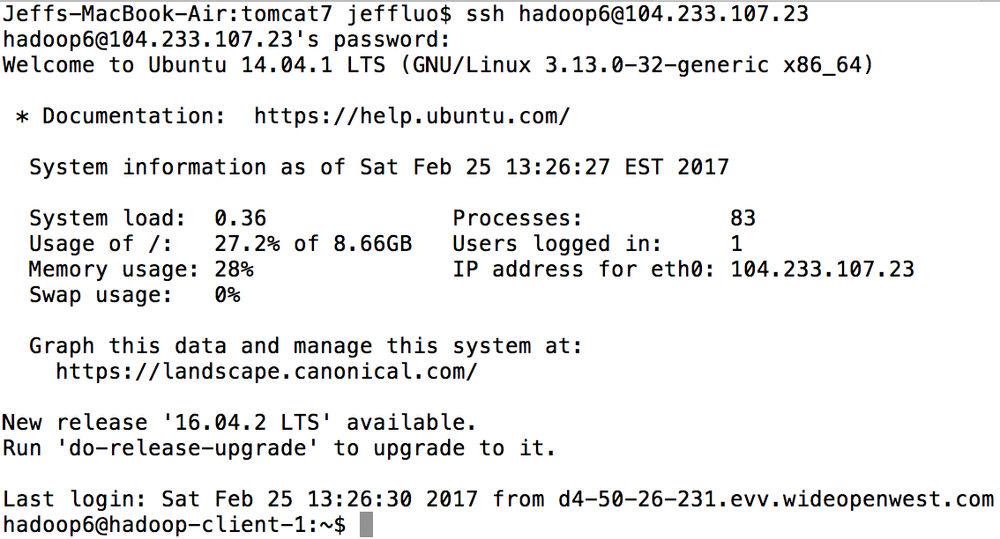 Jeffs-MacBook-Air:tomcat7 jeffluo$ ssh hadoop6@104.233.107.23
hadoop6@104.233.107.23's password:
Welcome to Ubuntu 14.04.1 LTS (GNU/Linux 3.13.0-32-generic x86_64)
* Documentation:  https://help.ubuntu.com/
System information as of Sat Feb 25 13:26:27 EST 2017
System load:  0.36              Processes:           83
Usage of /:   27.2% of 8.66GB   Users logged in:     1
Memory usage: 28%               IP address for eth0: 104.233.107.23
Swap usage:   0%
Graph this data and manage this system at:
https://landscape.canonical.com/
New release '16.04.2 LTS' available.
Run 'do-release-upgrade' to upgrade to it.
Last login: Sat Feb 25 13:26:30 2017 from d4-50-26-231.evv.wideopenwest.com
hadoop6@hadoop-client-1:~$